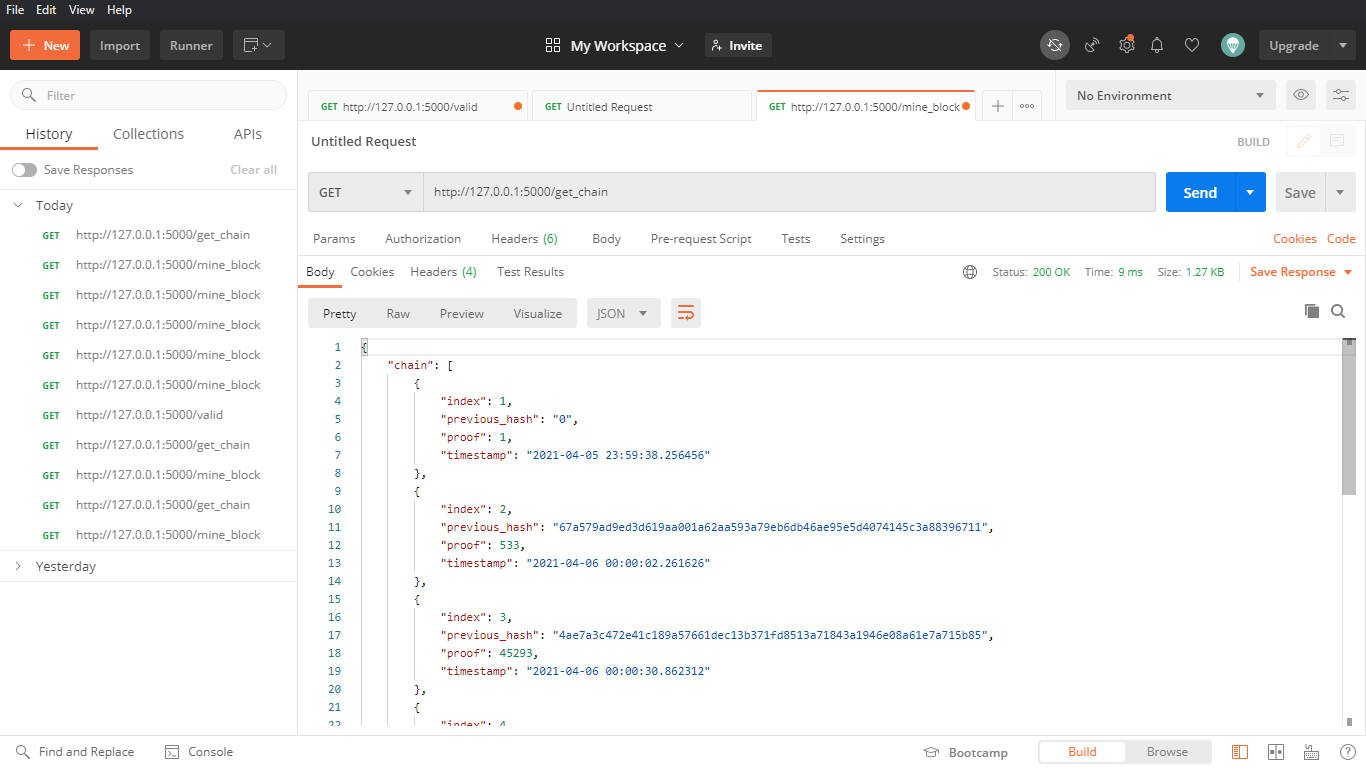 File Edit View Help
New Import Runner My Workspace Invite Upgrade
Filter
History Collections APIs
Save Responses Clear all
Today
GET http://127.0.0.1:5000/get_chain
GET http://127.0.0.1:5000/mine_block
GET http://127.0.0.1:5000/mine_block
GET http://127.0.0.1:5000/mine_block
GET http://127.0.0.1:5000/mine_block
GET http://127.0.0.1:5000/mine_block
GET http://127.0.0.1:5000/valid
GET http://127.0.0.1:5000/get_chain
GET http://127.0.0.1:5000/mine_block
GET http://127.0.0.1:5000/get_chain
GET http://127.0.0.1:5000/mine_block
Yesterday
GET http://127.0.0.1:5000/valid GET Untitled Request GET http://127.0.0.1:5000/mine_block No Environment
Untitled Request BUILD
GET http://127.0.0.1:5000/get_chain Send Save
Params Authorization Headers (6) Body Pre-request Script Tests Settings Cookies Code
Body Cookies Headers (4) Test Results Status: 200 OK Time: 9 ms Size: 1.27 KB Save Response
Pretty Raw Preview Visualize JSON
1 {
2 "chain": [
3 {
4 "index": 1,
5 "previous_hash": "0",
6 "proof": 1,
7 "timestamp": "2021-04-05 23:59:38.256456"
8 },
9 {
10 "index": 2,
11 "previous_hash": "67a579ad9ed3d619aa001a62aa593a79eb6db46ae95e5d4074145c3a88396711",
12 "proof": 533,
13 "timestamp": "2021-04-06 00:00:02.261626"
14 },
15 {
16 "index": 3,
17 "previous_hash": "4ae7a3c472e41c189a57661dec13b371fd8513a71843a1946e08a61e7a715b85",
18 "proof": 45293,
19 "timestamp": "2021-04-06 00:00:30.862312"
20 },
21 {
22 "index": 4
Find and Replace Console Bootcamp Build Browse